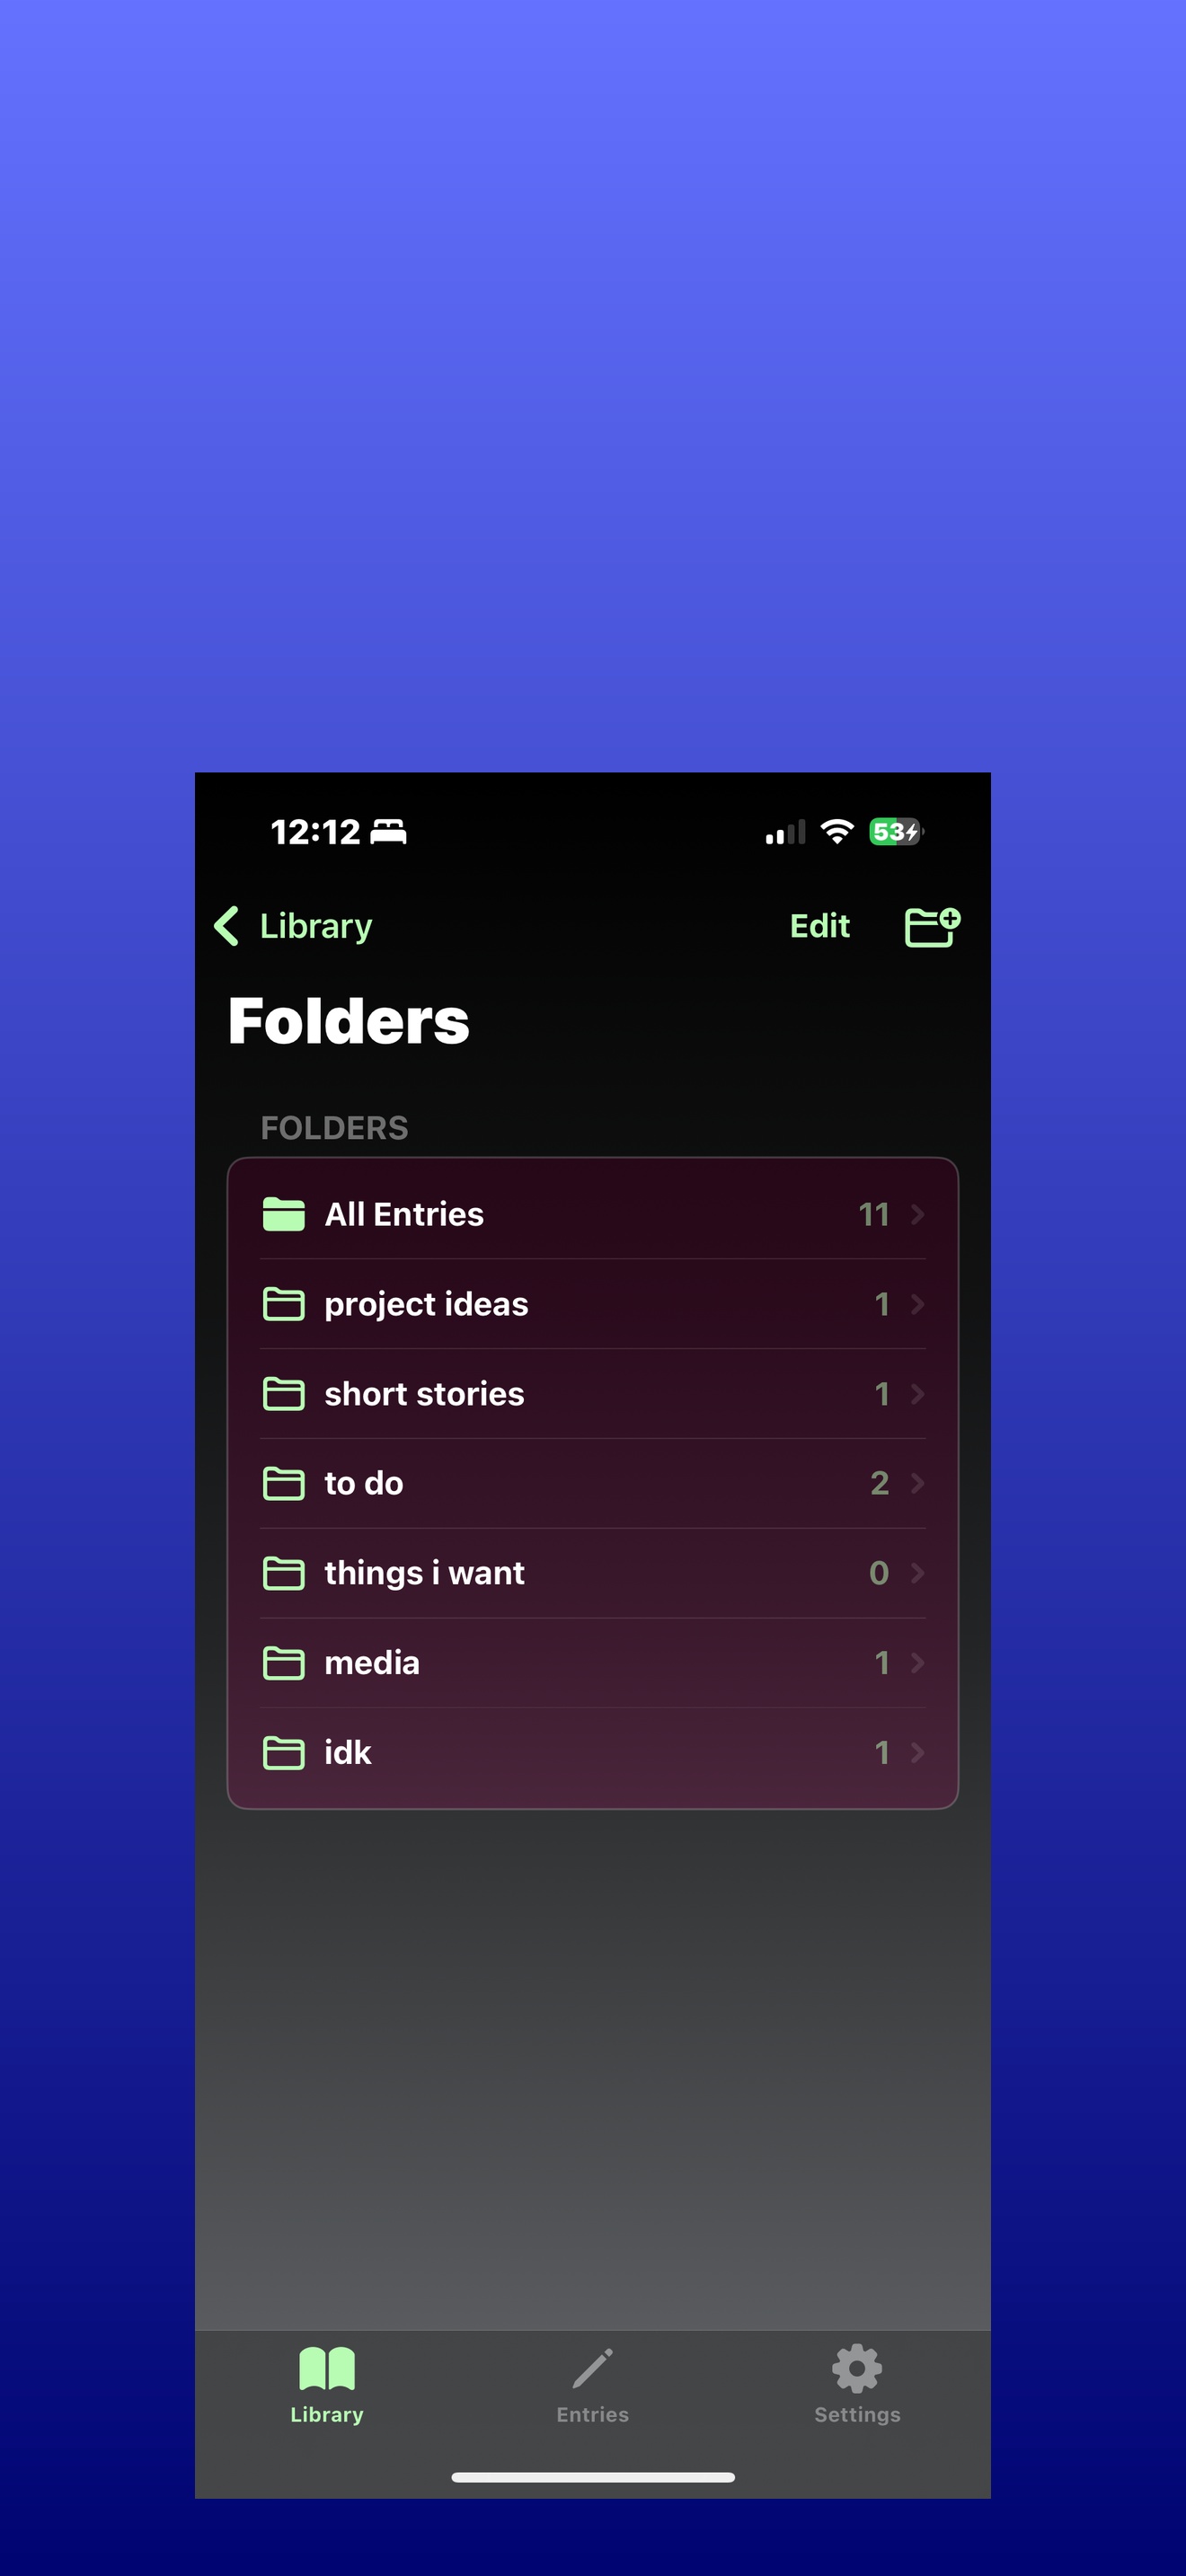 12:12 53
Library Edit
Folders
FOLDERS
All Entries 11
project ideas 1
short stories 1
to do 2
things i want 0
media 1
idk 1
Library Entries Settings